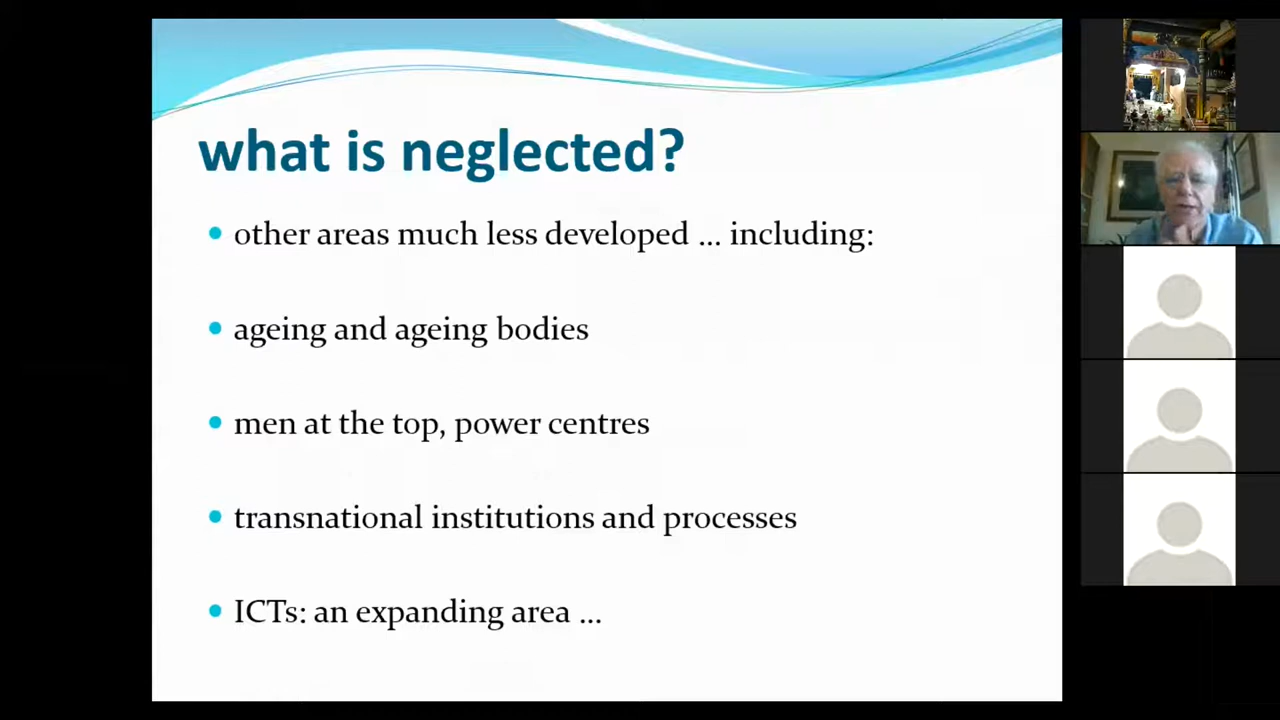 what is neglected?
other areas much less developed ... including:
ageing and ageing bodies
men at the top, power centres
transnational institutions and processes
ICTs: an expanding area ...